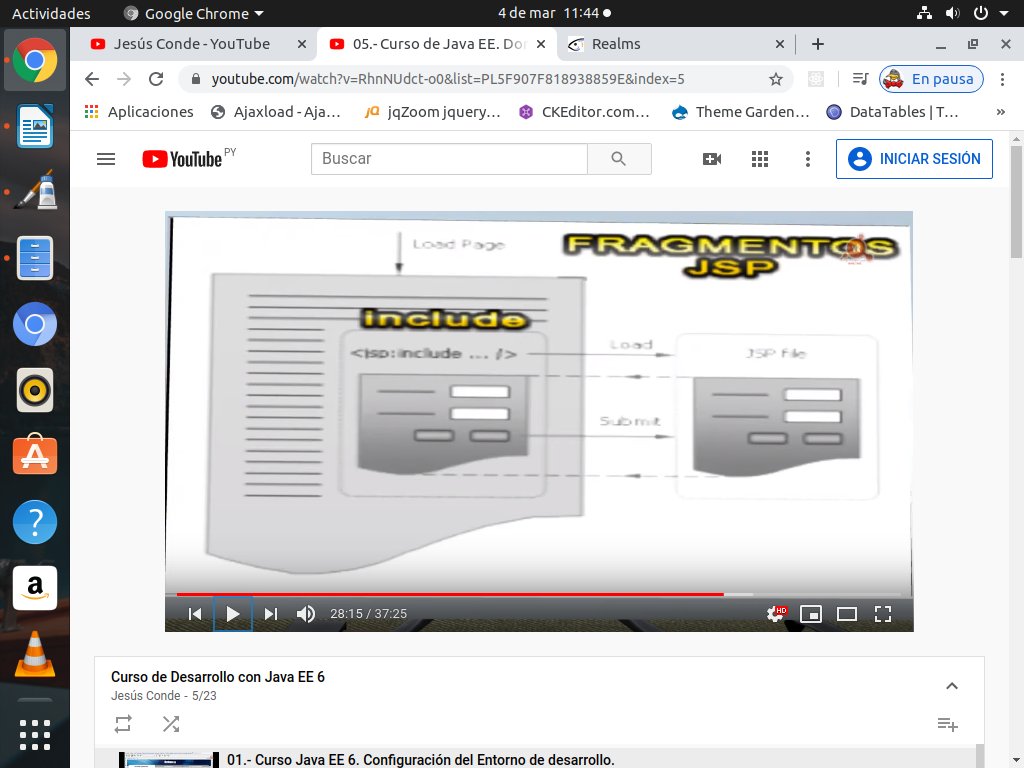 Actividades
Google Chrome
4 de mar 11:44
Jesús Conde - YouTube
05.- Curso de Java EE. Dor
Realms
youtube.com/watch?v=RhnNUdct-o0&list=PL5F907F818938859E&index=5
En pausa
Aplicaciones
Ajaxload - Aja...
jQ
jqZoom jquery...
CKEditor.com...
Theme Garden...
DataTables | T...
»
YouTube PY
Buscar
INICIAR SESIÓN
FRAGMENTOS
JSP
Load Page
include
<jsp:include ... />
Load
JSP file
Submit
28:15 / 37:25
HD
Curso de Desarrollo con Java EE 6
Jesús Conde - 5/23
01.- Curso Java EE 6. Configuración del Entorno de desarrollo.